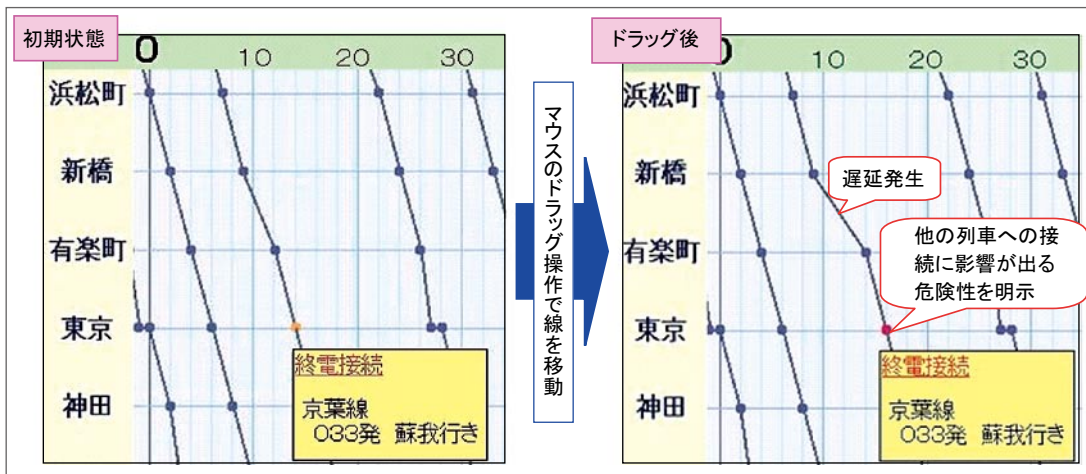 初期状態
0
10
20
30
浜松町
新橋
有楽町
東京
神田
終電接続
京葉線
033発 蘇我行き
マウスのドラッグ操作で線を移動
ドラッグ後
0
10
20
30
浜松町
新橋
有楽町
東京
神田
遅延発生
他の列車への接
続に影響が出る
危険性を明示
終電接続
京葉線
033発 蘇我行き